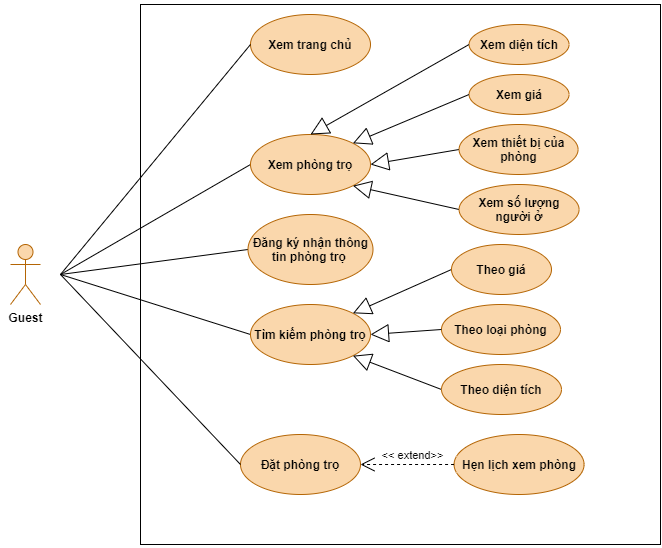 Xem trang chủ
Xem diện tích
Xem giá
Xem thiết bị của
phòng
Xem phòng trọ
Xem số lượng
người ở
Đăng ký nhận thông
tin phòng trọ
Theo giá
Guest
Tìm kiếm phòng trọ
Theo loại phòng
Theo diện tích
Đặt phòng trọ
<< extend>>
Hẹn lịch xem phòng